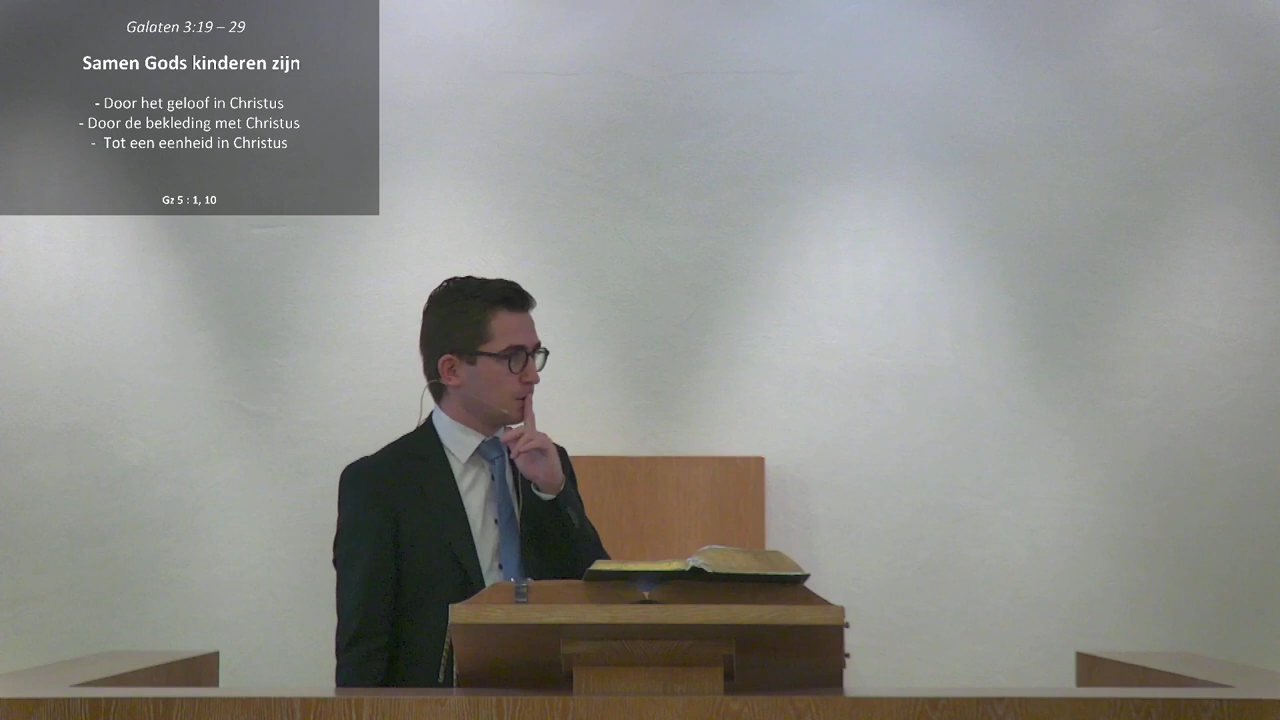 Galaten 3:19 – 29
Samen Gods kinderen zijn
- Door het geloof in Christus
- Door de bekleding met Christus
- Tot een eenheid in Christus
Gz 5 : 1, 10